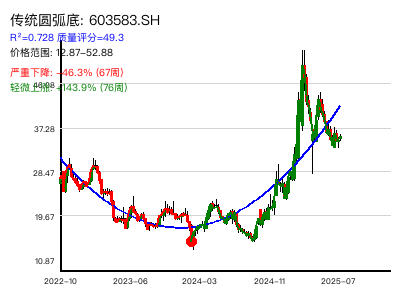 传统圆弧底: 603583.SH
R²=0.728 质量评分=49.3
价格范围: 12.87–52.88
严重下降: -46.3% (67周)
46.08
轻微上涨: +143.9% (76周)
37.28
28.47
19.67
10.87
2022–10 2023–06 2024–03 2024–11 2025–07